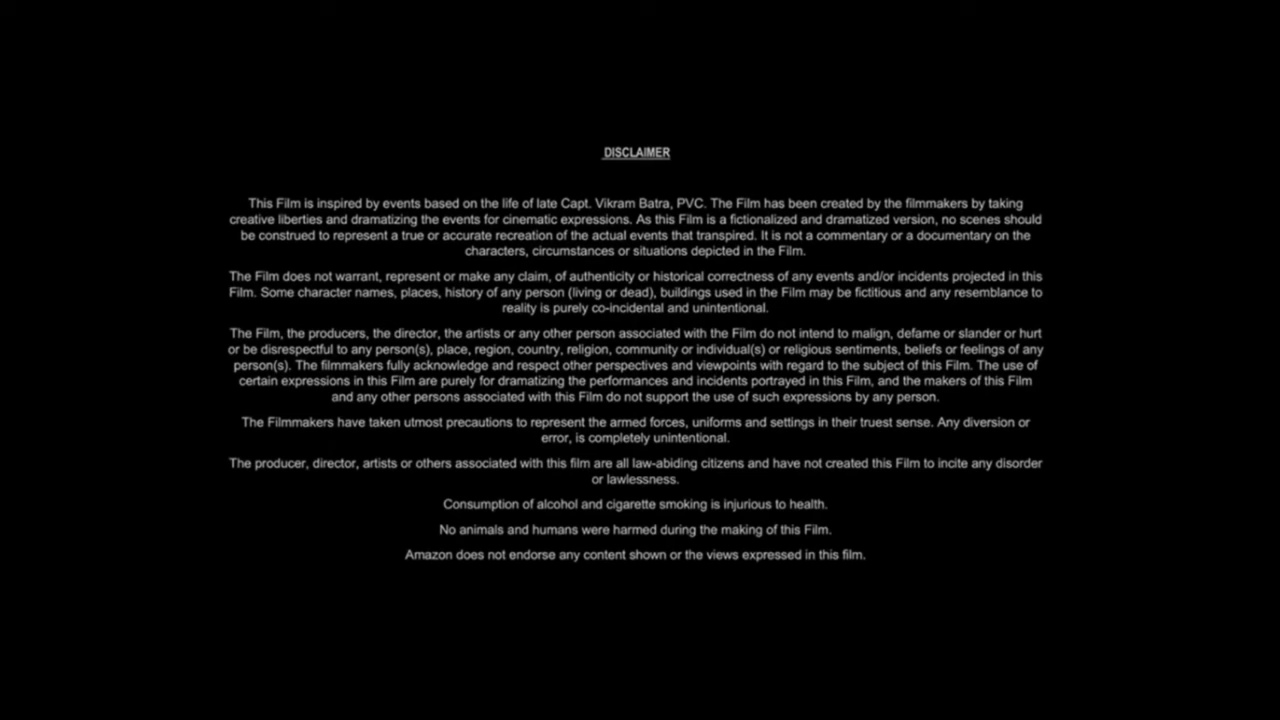 DISCLAIMER
This Film is inspired by events based on the life of late Capt. Vikram Batra, PVC. The Film has been created by the filmmakers by taking
creative liberties and dramatizing the events for cinematic expressions. As this Film is a fictionalized and dramatized version, no scenes should
be construed to represent a true or accurate recreation of the actual events that transpired. It is not a commentary or a documentary on the
characters, circumstances or situations depicted in the Film.
The Film does not warrant, represent or make any claim, of authenticity or historical correctness of any events and/or incidents projected in this
Film. Some character names, places, history of any person (living or dead), buildings used in the Film may be fictitious and any resemblance to
reality is purely co-incidental and unintentional.
The Film, the producers, the director, the artists or any other person associated with the Film do not intend to malign, defame or slander or hurt
or be disrespectful to any person(s), place, region, country, religion, community or individual(s) or religious sentiments, beliefs or feelings of any
person(s). The filmmakers fully acknowledge and respect other perspectives and viewpoints with regard to the subject of this Film. The use of
certain expressions in this Film are purely for dramatizing the performances and incidents portrayed in this Film, and the makers of this Film
and any other persons associated with this Film do not support the use of such expressions by any person.
The Filmmakers have taken utmost precautions to represent the armed forces, uniforms and settings in their truest sense. Any diversion or
error, is completely unintentional.
The producer, director, artists or others associated with this film are all law-abiding citizens and have not created this Film to incite any disorder
or lawlessness.
Consumption of alcohol and cigarette smoking is injurious to health.
No animals and humans were harmed during the making of this Film.
Amazon does not endorse any content shown or the views expressed in this film.